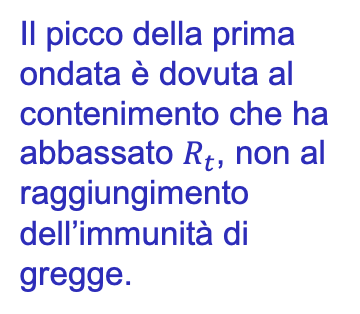 Il picco della prima
ondata è dovuta al
contenimento che ha
abbassato Rₜ, non al
raggiungimento
dell’immunità di
gregge.